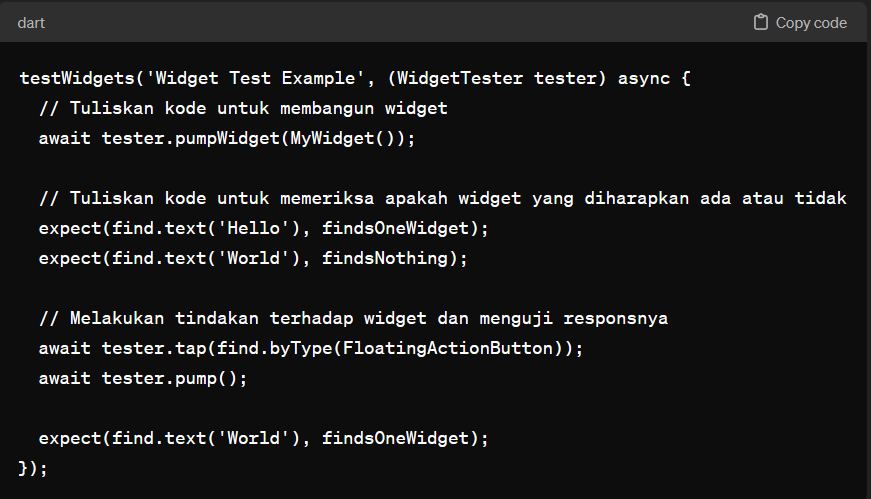 dart
Copy code
testWidgets('Widget Test Example', (WidgetTester tester) async {
  // Tuliskan kode untuk membangun widget
  await tester.pumpWidget(MyWidget());

  // Tuliskan kode untuk memeriksa apakah widget yang diharapkan ada atau tidak
  expect(find.text('Hello'), findsOneWidget);
  expect(find.text('World'), findsNothing);

  // Melakukan tindakan terhadap widget dan menguji responsnya
  await tester.tap(find.byType(FloatingActionButton));
  await tester.pump();

  expect(find.text('World'), findsOneWidget);
});